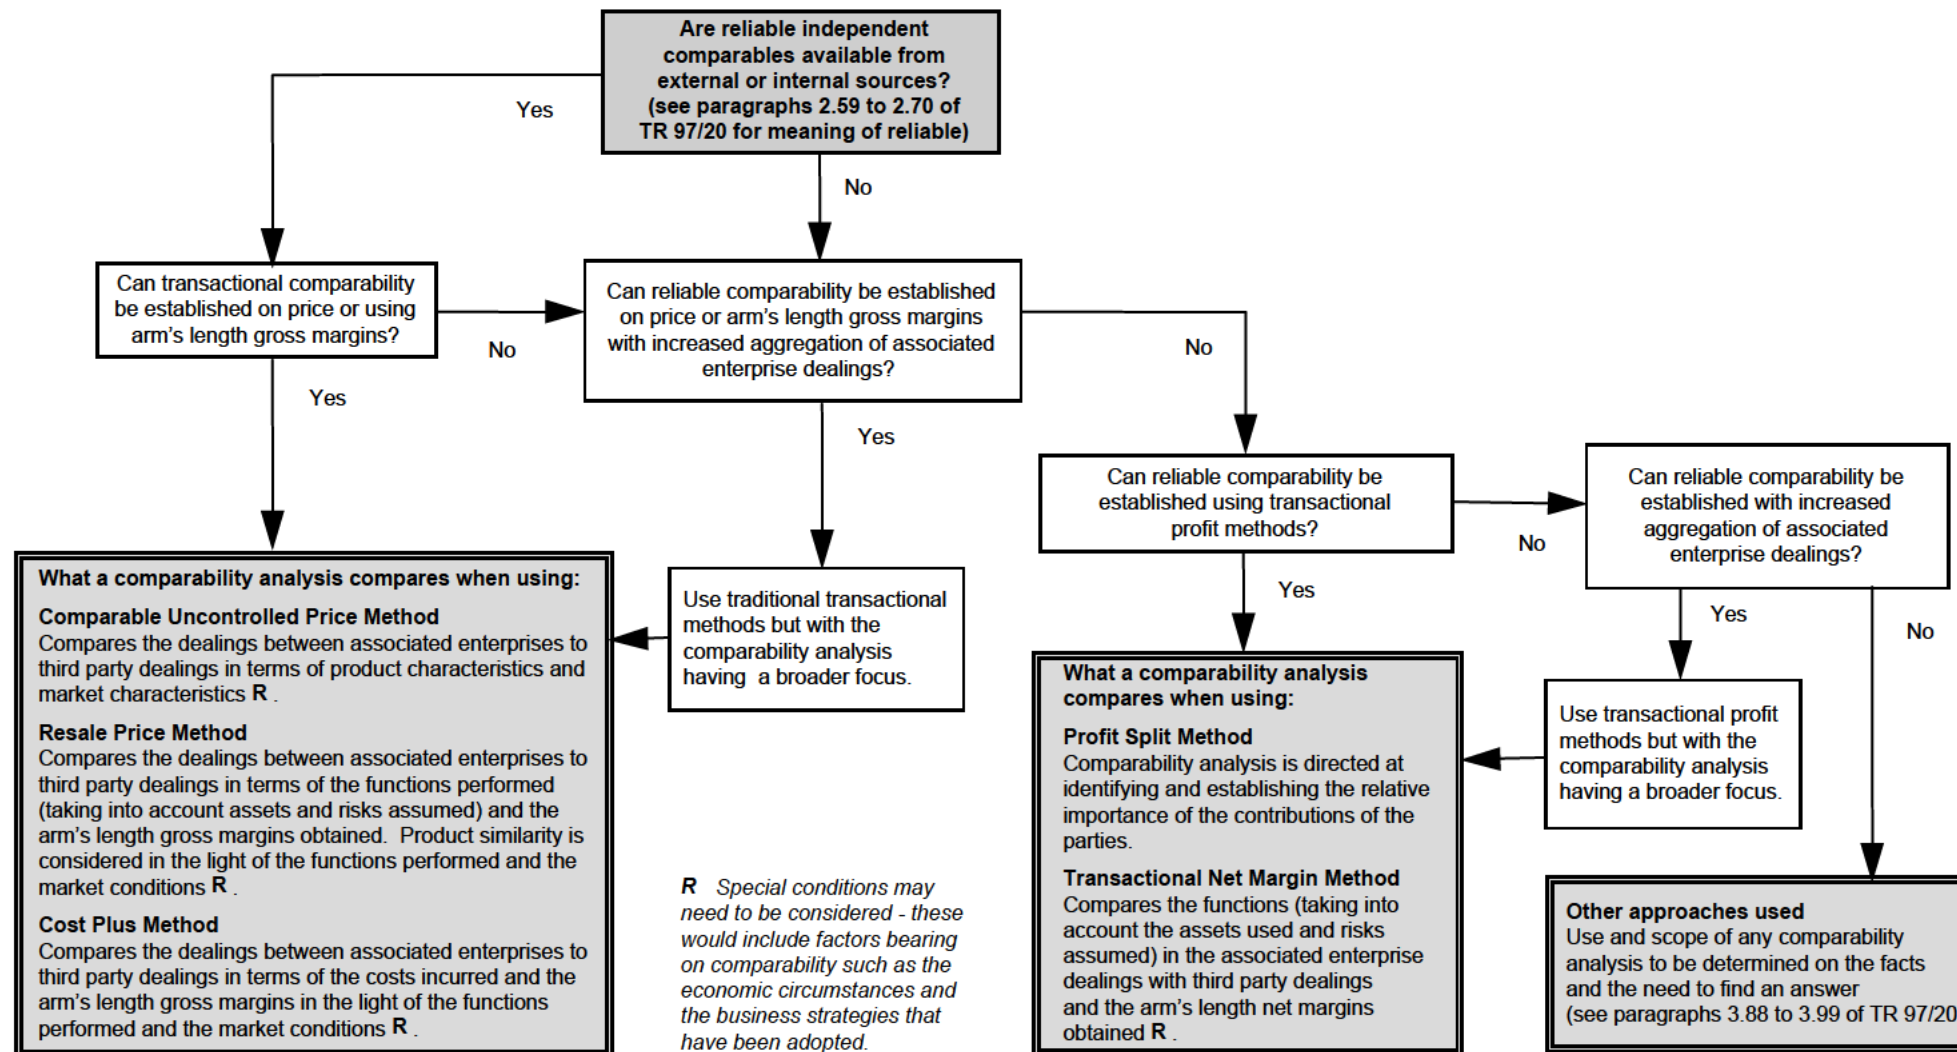 Are reliable independent
comparables available from
external or internal sources?
(see paragraphs 2.59 to 2.70 of
TR 97/20 for meaning of reliable)
Yes
No
Can transactional comparability
be established on price or using
arm's length gross margins?
No
Yes
Can reliable comparability be established
on price or arm's length gross margins
with increased aggregation of associated
enterprise dealings?
No
Yes
Can reliable comparability be
established using transactional
profit methods?
No
Yes
Can reliable comparability be
established with increased
aggregation of associated
enterprise dealings?
Yes
No
What a comparability analysis compares when using:
Comparable Uncontrolled Price Method
Compares the dealings between associated enterprises to
third party dealings in terms of product characteristics and
market characteristics R .
Resale Price Method
Compares the dealings between associated enterprises to
third party dealings in terms of the functions performed
(taking into account assets and risks assumed) and the
arm's length gross margins obtained.  Product similarity is
considered in the light of the functions performed and the
market conditions R .
Cost Plus Method
Compares the dealings between associated enterprises to
third party dealings in terms of the costs incurred and the
arm's length gross margins in the light of the functions
performed and the market conditions R .
Use traditional transactional
methods but with the
comparability analysis
having  a broader focus.
R Special conditions may
need to be considered - these
would include factors bearing
on comparability such as the
economic circumstances and
the business strategies that
have been adopted.
What a comparability analysis
compares when using:
Profit Split Method
Comparability analysis is directed at
identifying and establishing the relative
importance of the contributions of the
parties.
Transactional Net Margin Method
Compares the functions (taking into
account the assets used and risks
assumed) in the associated enterprise
dealings with third party dealings
and the arm's length net margins
obtained R .
Use transactional profit
methods but with the
comparability analysis
having a broader focus.
Other approaches used
Use and scope of any comparability
analysis to be determined on the facts
and the need to find an answer
(see paragraphs 3.88 to 3.99 of TR 97/20